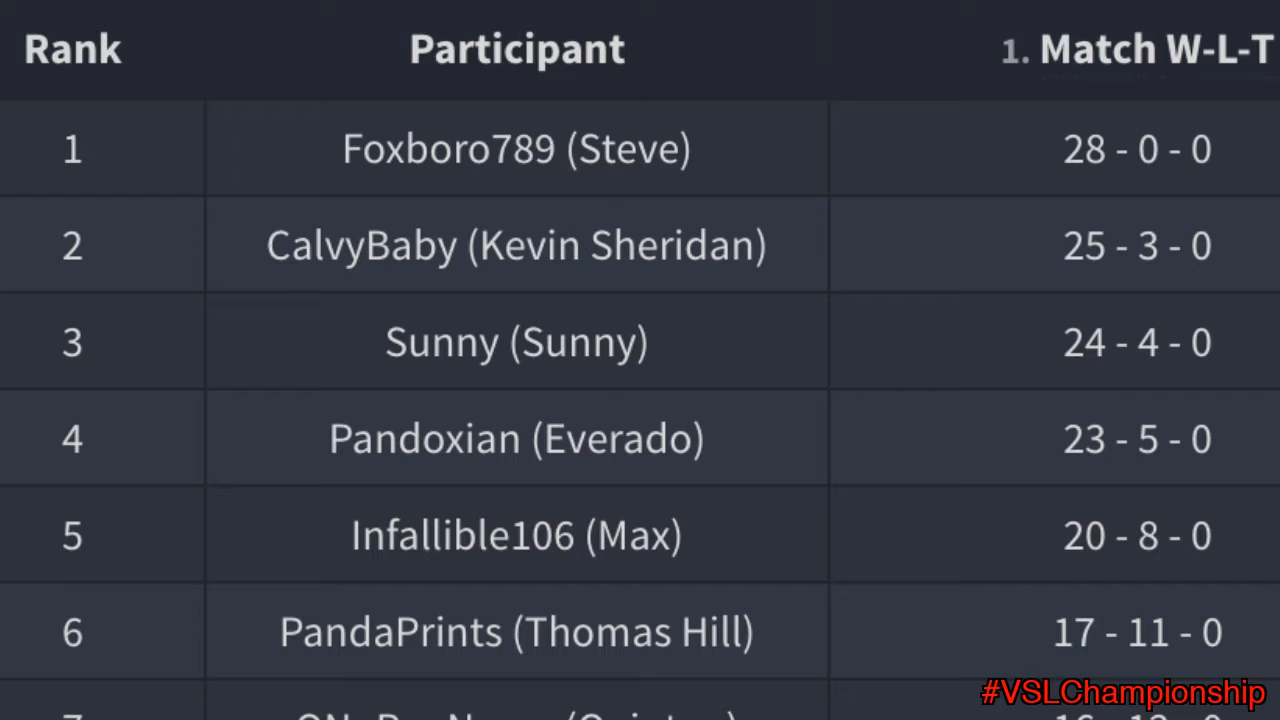 Rank Participant 1. Match W-L-T
1 Foxboro789 (Steve) 28 - 0 - 0
2 CalvyBaby (Kevin Sheridan) 25 - 3 - 0
3 Sunny (Sunny) 24 - 4 - 0
4 Pandoxian (Everado) 23 - 5 - 0
5 Infallible106 (Max) 20 - 8 - 0
6 PandaPrints (Thomas Hill) 17 - 11 - 0
#VSLChampionship